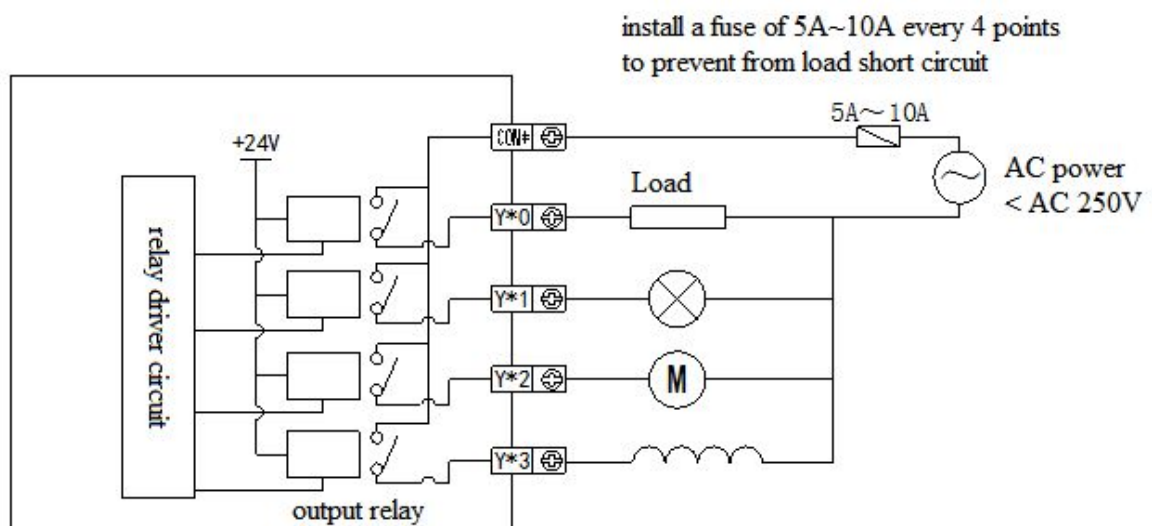 install a fuse of 5A~10A every 4 points
to prevent from load short circuit
5A～10A
COM*
+24V
AC power
< AC 250V
Load
Y*0
relay driver circuit
Y*1
Y*2
M
Y*3
output relay